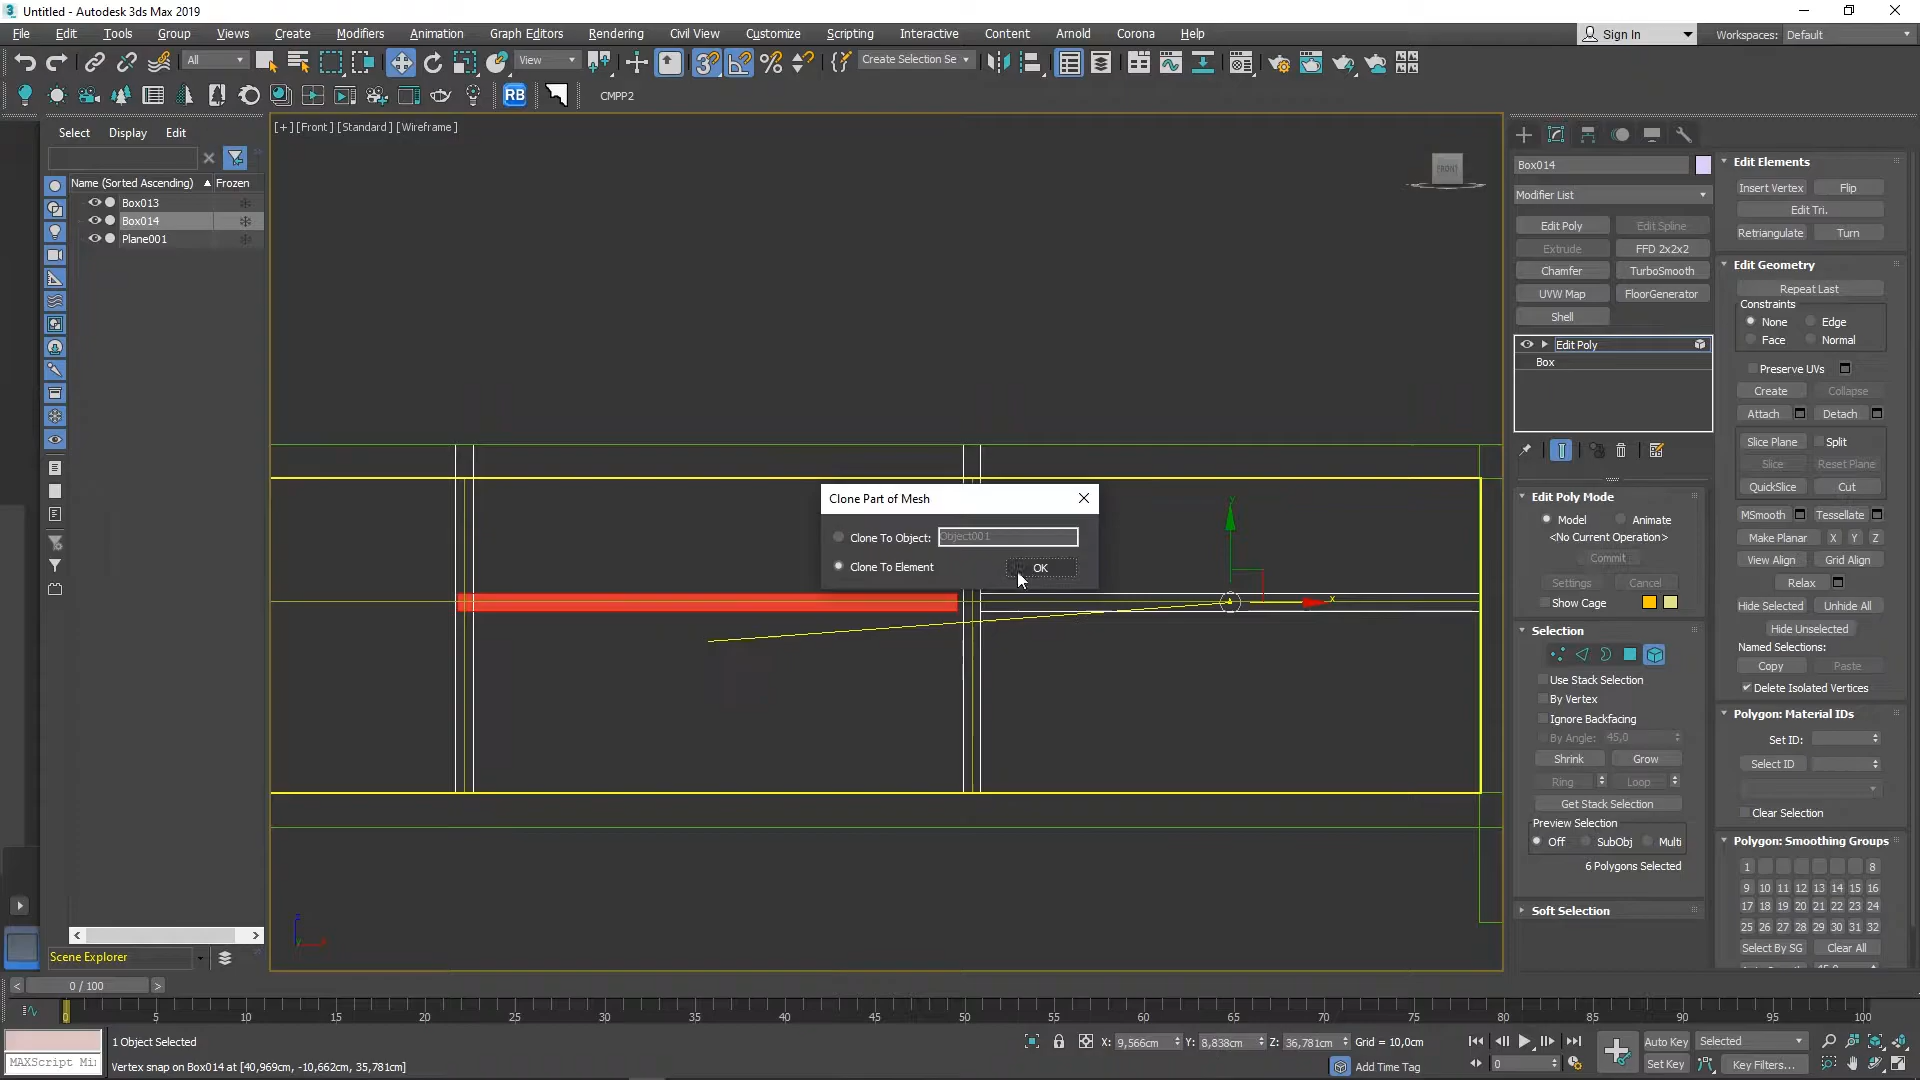 Untitled - Autodesk 3ds Max 2019
File Edit Tools Group Views Create Modifiers Animation Graph Editors Rendering Civil View Customize Scripting Interactive Content Arnold Corona Help Sign In Workspaces: Default
All View Create Selection Se
RB CMPP2
Select Display Edit
Name (Sorted Ascending) Frozen
Box013
Box014
Plane001
Scene Explorer
[+] [Front] [Standard] [Wireframe]
FRONT
Clone Part of Mesh
Clone To Object: Object001
Clone To Element OK
y
x
Box014
Modifier List
Edit Poly Edit Spline
Extrude FFD 2x2x2
Chamfer TurboSmooth
UVW Map FloorGenerator
Shell
Edit Poly
Box
Edit Poly Mode
Model Animate
<No Current Operation>
Commit
Settings Cancel
Show Cage
Selection
Use Stack Selection
By Vertex
Ignore Backfacing
By Angle: 45,0
Shrink Grow
Ring Loop
Get Stack Selection
Preview Selection
Off SubObj Multi
6 Polygons Selected
Soft Selection
Edit Elements
Insert Vertex Flip
Edit Tri.
Retriangulate Turn
Edit Geometry
Repeat Last
Constraints
None Edge
Face Normal
Preserve UVs
Create Collapse
Attach Detach
Slice Plane Split
Slice Reset Plane
QuickSlice Cut
MSmooth Tessellate
Make Planar X Y Z
View Align Grid Align
Relax
Hide Selected Unhide All
Hide Unselected
Named Selections:
Copy Paste
Delete Isolated Vertices
Polygon: Material IDs
Set ID:
Select ID
Clear Selection
Polygon: Smoothing Groups
1 8
9 10 11 12 13 14 15 16
17 18 19 20 21 22 23 24
25 26 27 28 29 30 31 32
Select By SG Clear All
0 / 100
0 5 10 15 20 25 30 35 40 45 50 55 60 65 70 75 80 85 90 95 100
1 Object Selected X: 9,566cm Y: 8,838cm Z: 36,781cm Grid = 10,0cm Auto Key Selected
MAXScript Mi Vertex snap on Box014 at [40,969cm, -10,662cm, 35,781cm] Add Time Tag 0 Set Key Key Filters...